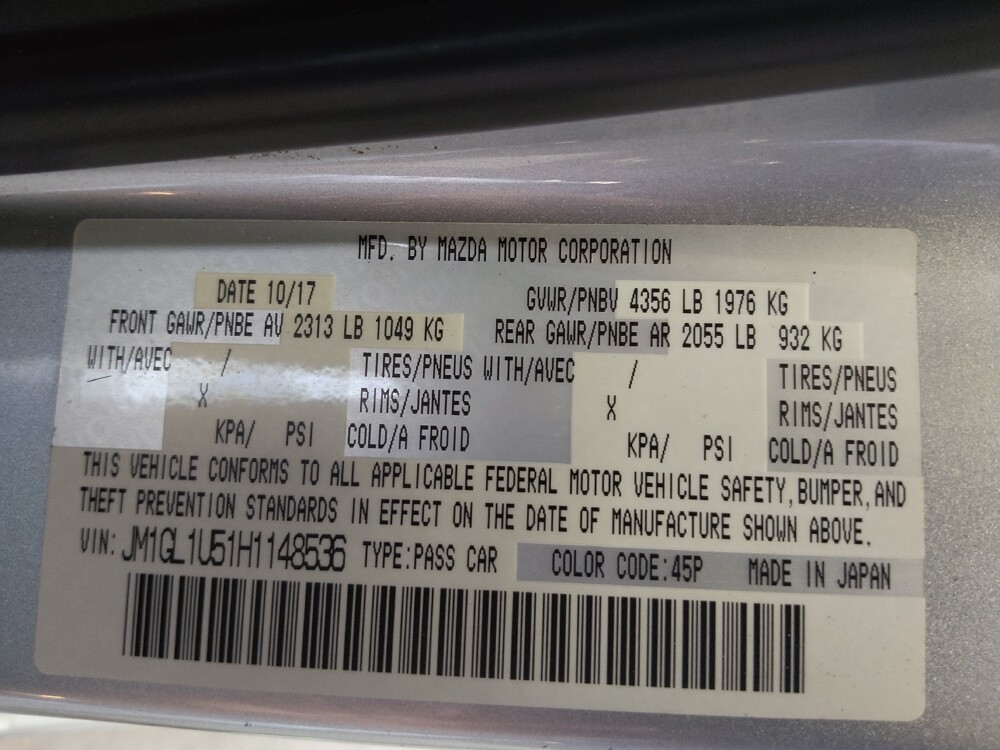 MFD. BY MAZDA MOTOR CORPORATION
DATE 10/17 GVWR/PNBV 4356 LB 1976 KG
FRONT GAWR/PNBE AV 2313 LB 1049 KG REAR GAWR/PNBE AR 2055 LB 932 KG
WITH/AVEC / TIRES/PNEUS WITH/AVEC / TIRES/PNEUS
X RIMS/JANTES X RIMS/JANTES
KPA/ PSI COLD/A FROID KPA/ PSI COLD/A FROID
THIS VEHICLE CONFORMS TO ALL APPLICABLE FEDERAL MOTOR VEHICLE SAFETY,BUMPER,AND
THEFT PREVENTION STANDARDS IN EFFECT ON THE DATE OF MANUFACTURE SHOWN ABOVE.
VIN: JM1GL1U51H1148536 TYPE:PASS CAR COLOR CODE:45P MADE IN JAPAN